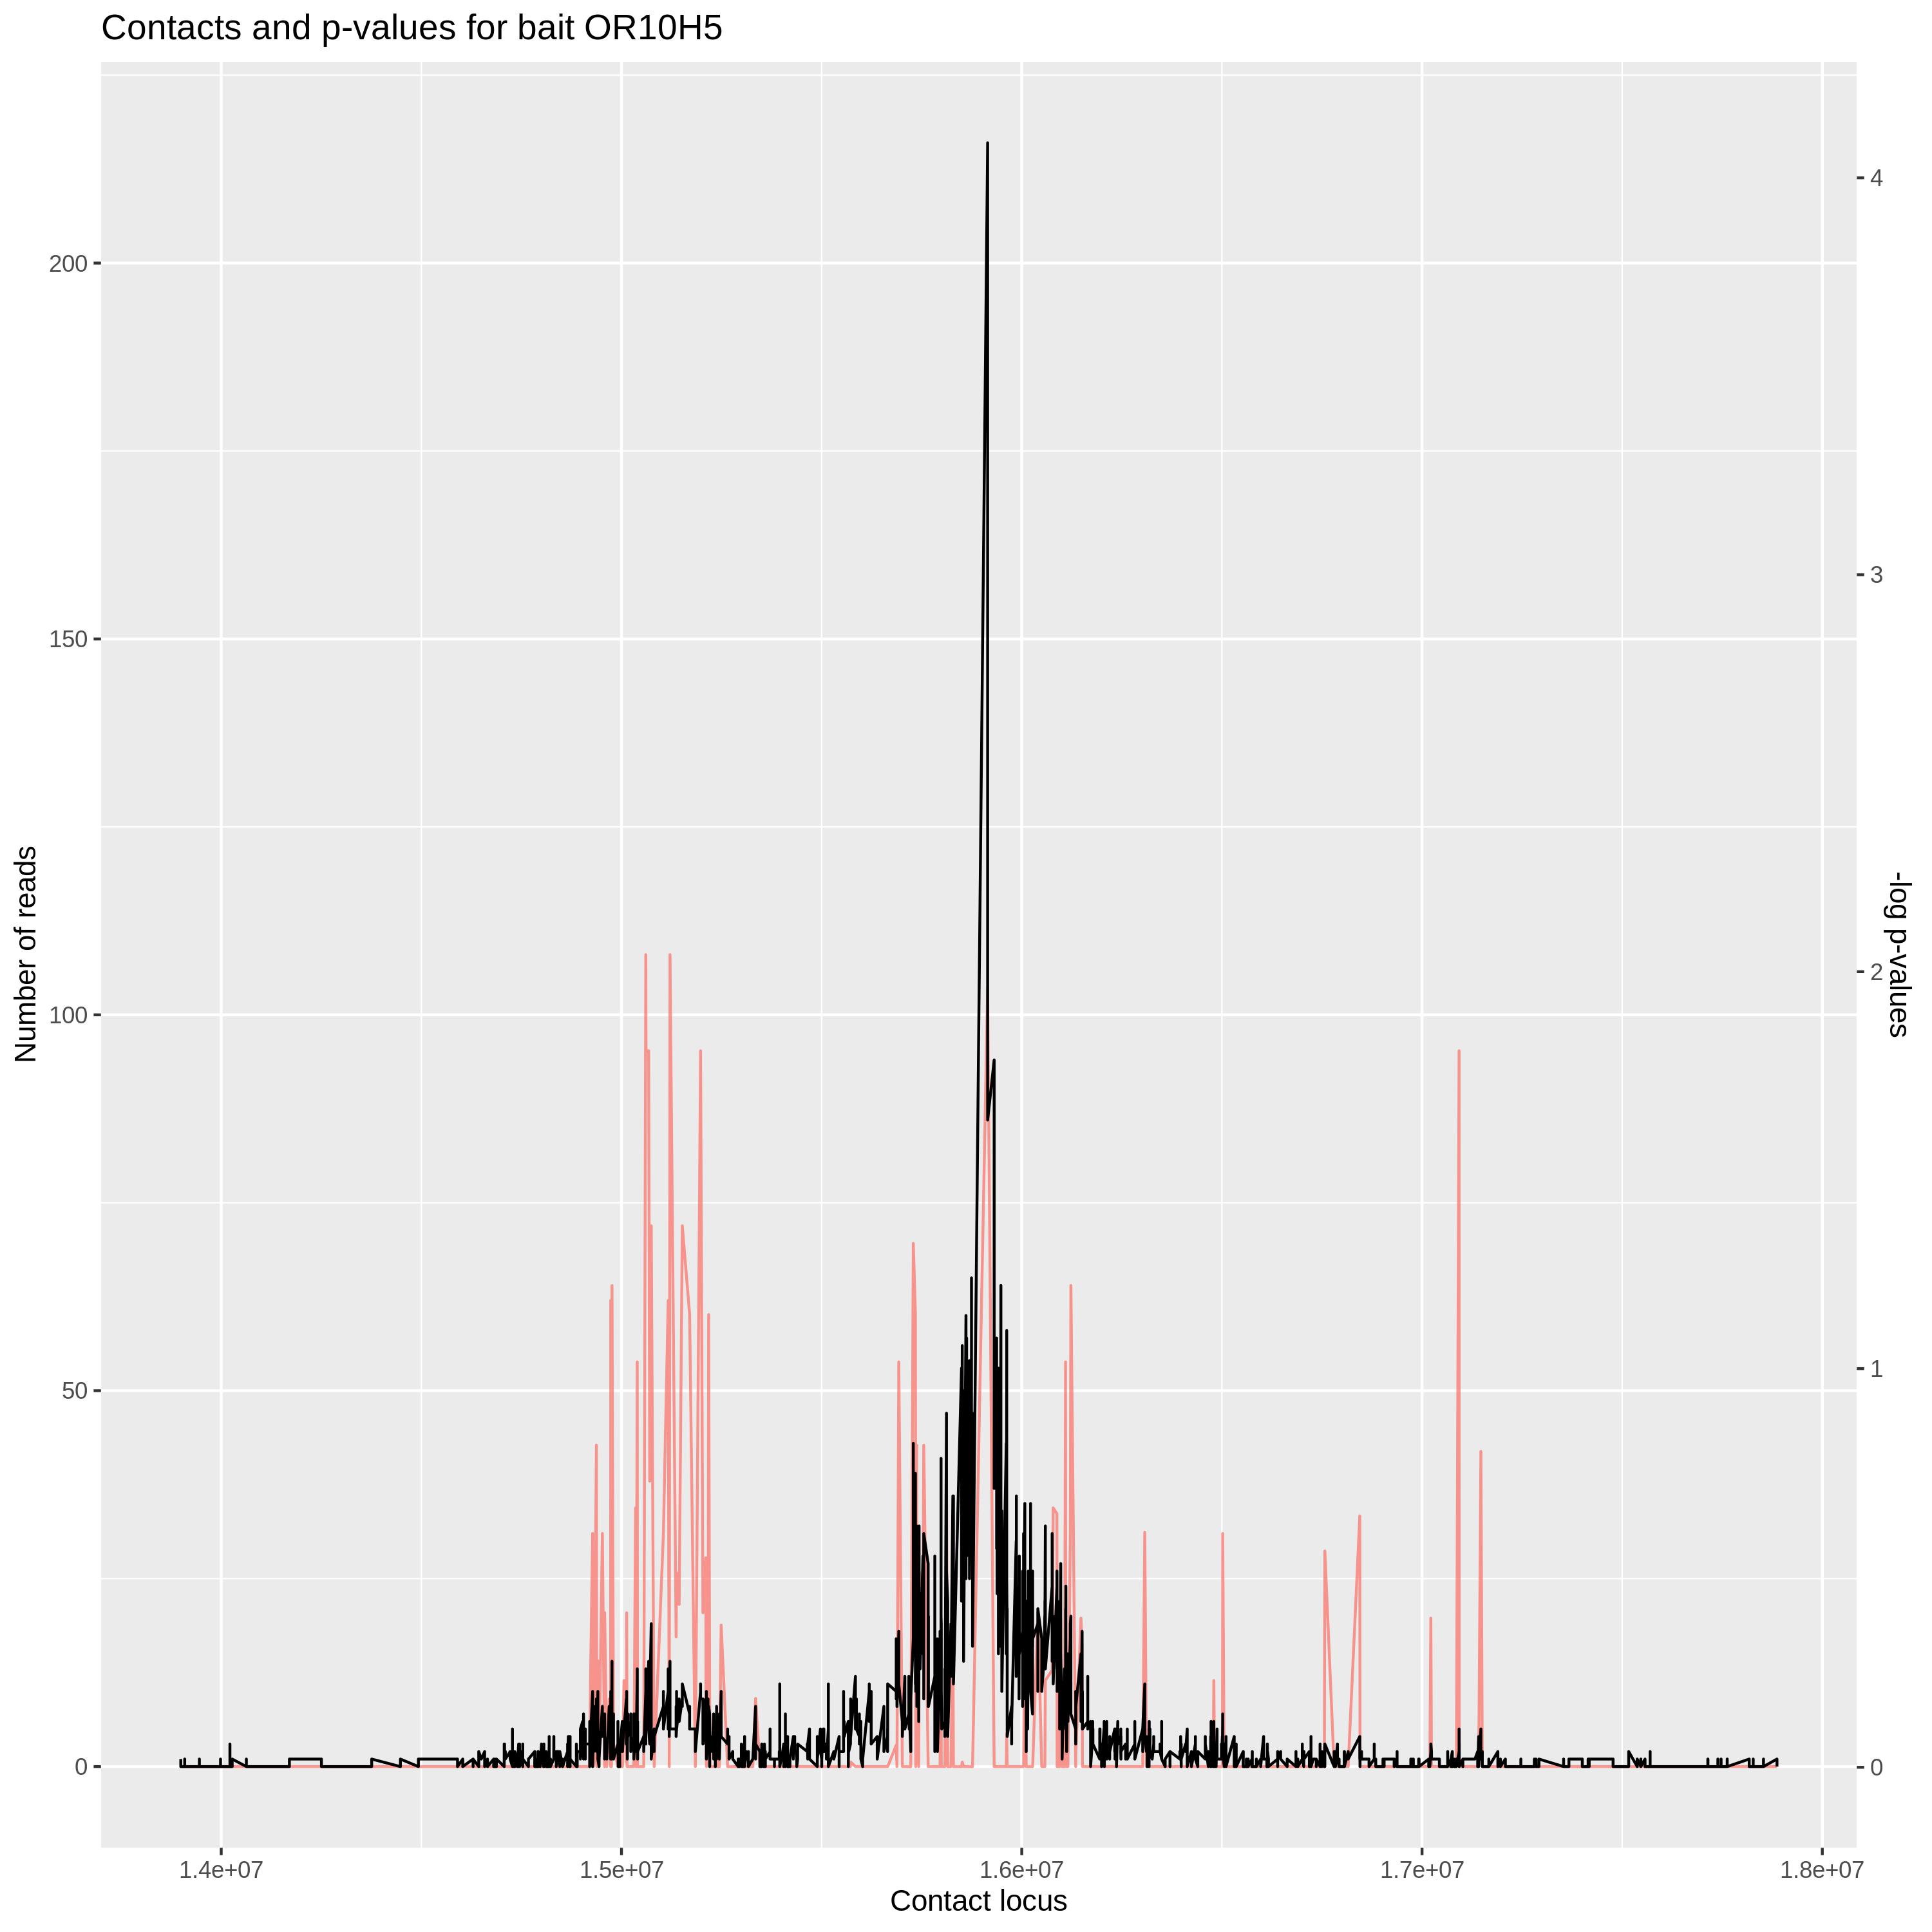 Contacts and p-values for bait OR10H5
Number of reads
200
150
100
50
0
4
3
2
1
0
-log p-values
1.4e+07
1.5e+07
1.6e+07
1.7e+07
1.8e+07
Contact locus